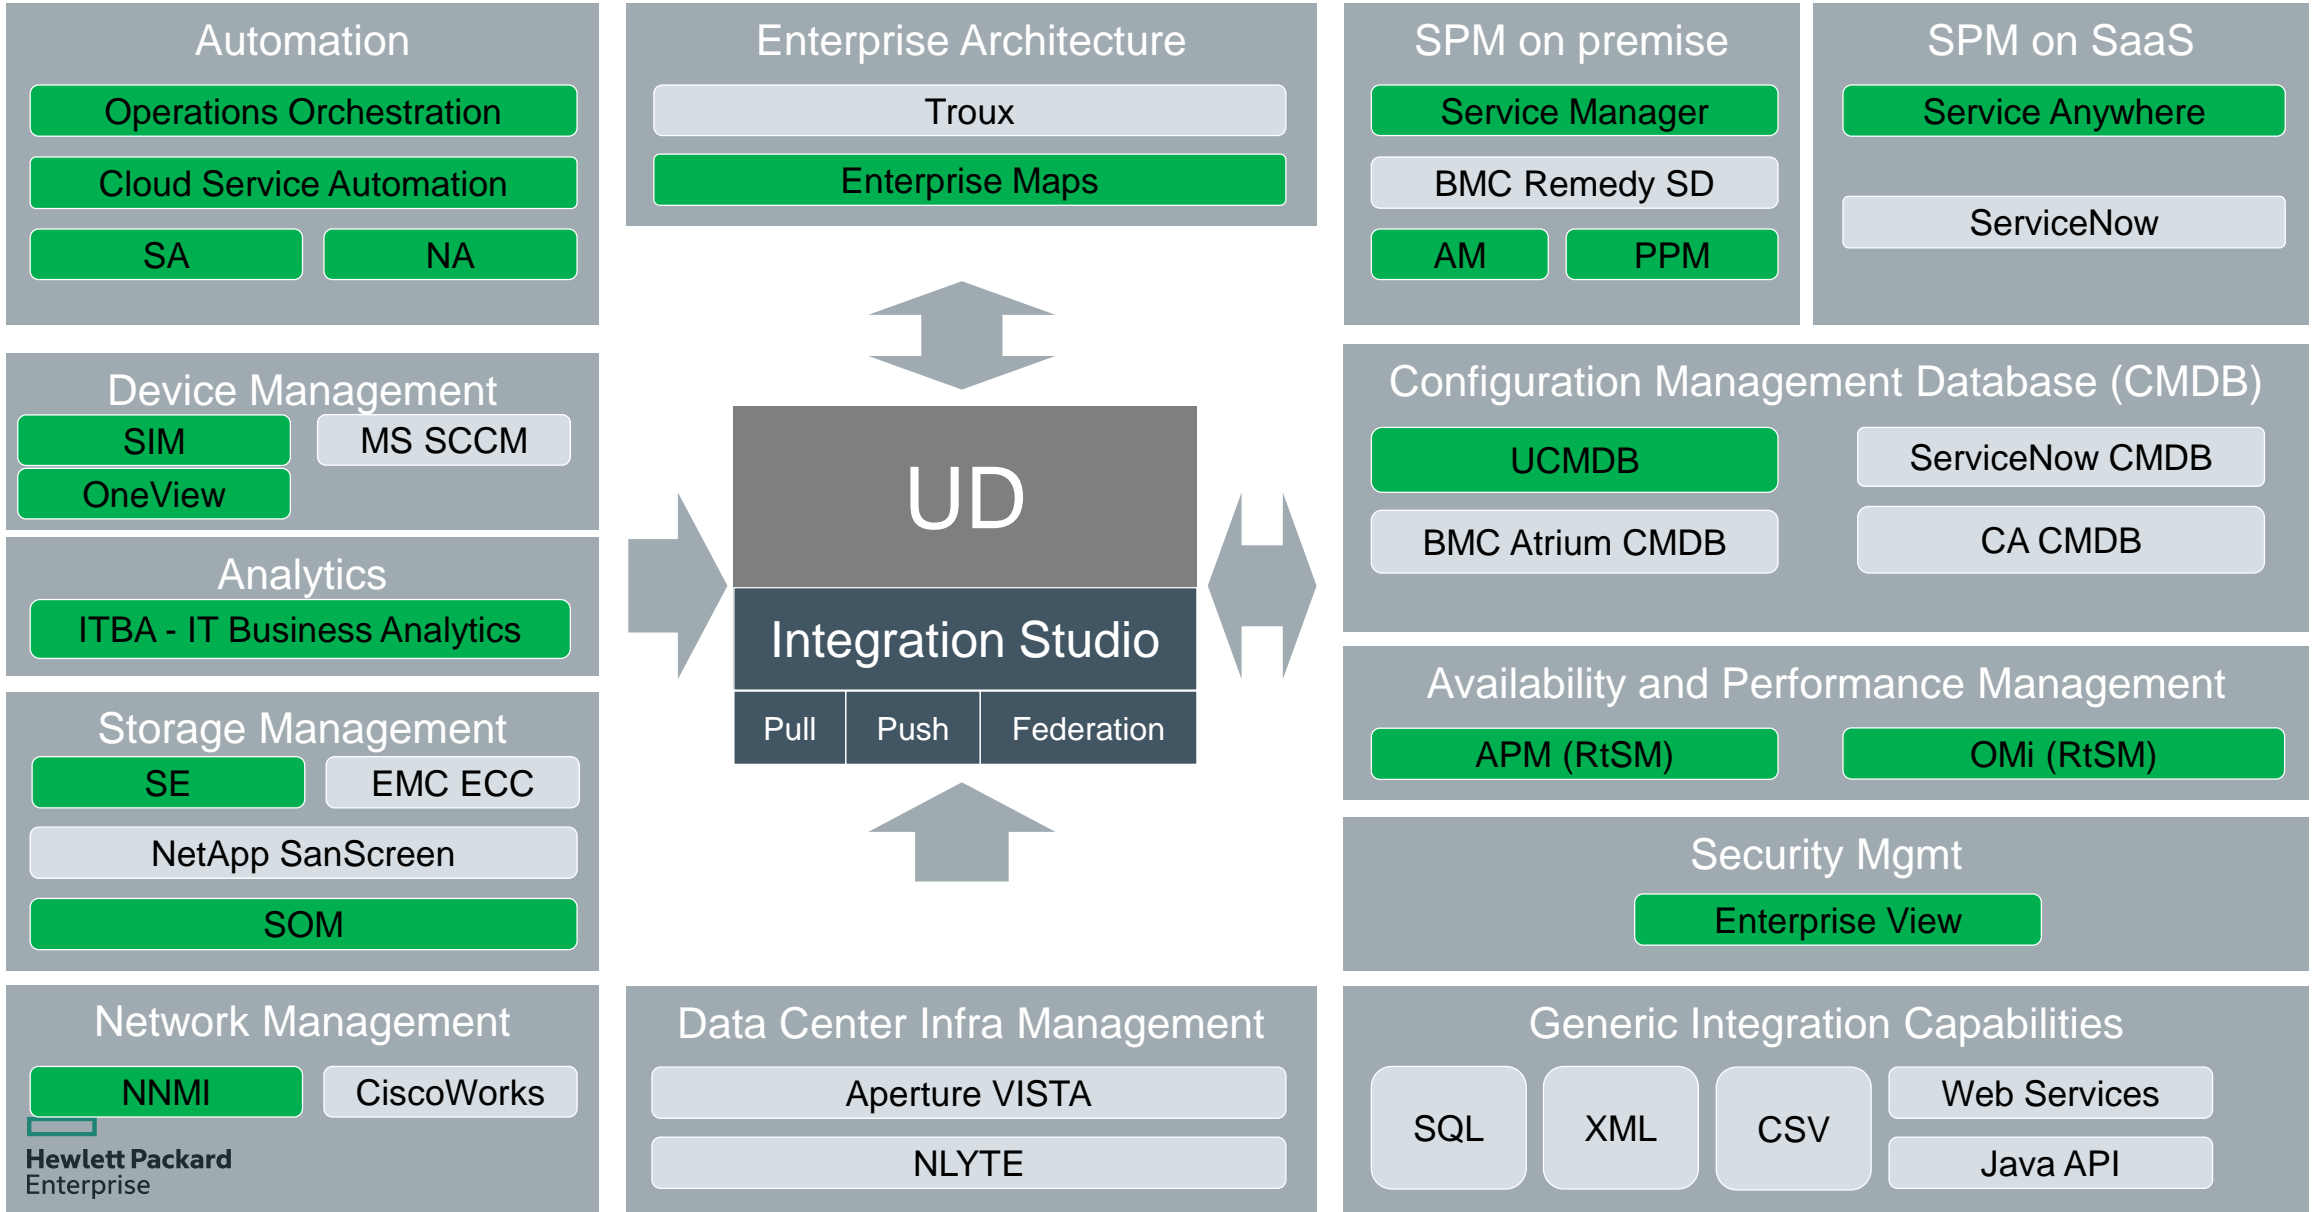 Automation
Operations Orchestration
Cloud Service Automation
SA
NA
Enterprise Architecture
Troux
Enterprise Maps
SPM on premise
Service Manager
BMC Remedy SD
AM
PPM
SPM on SaaS
Service Anywhere
ServiceNow
Device Management
SIM
MS SCCM
OneView
Analytics
ITBA - IT Business Analytics
Storage Management
SE
EMC ECC
NetApp SanScreen
SOM
Network Management
NNMI
CiscoWorks
Hewlett Packard
Enterprise
UD
Integration Studio
Pull
Push
Federation
Data Center Infra Management
Aperture VISTA
NLYTE
Configuration Management Database (CMDB)
UCMDB
ServiceNow CMDB
BMC Atrium CMDB
CA CMDB
Availability and Performance Management
APM (RtSM)
OMi (RtSM)
Security Mgmt
Enterprise View
Generic Integration Capabilities
SQL
XML
CSV
Web Services
Java API